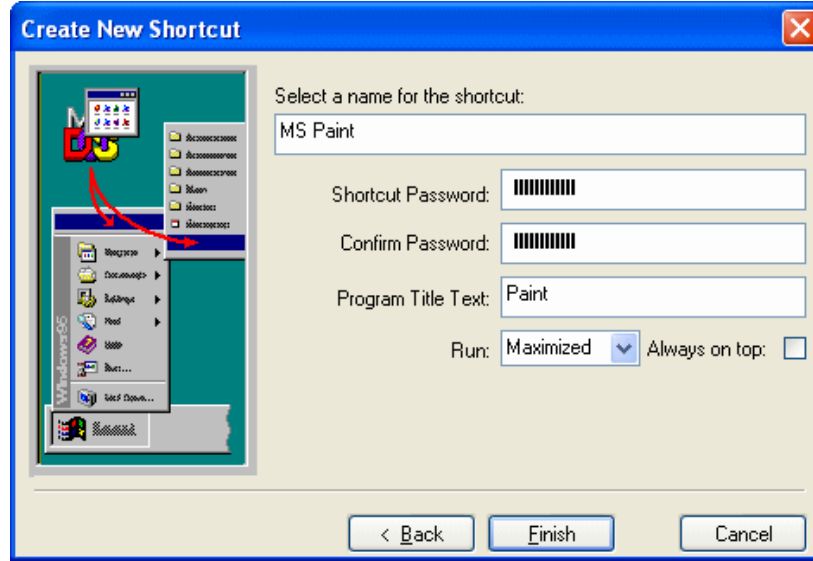 Create New Shortcut
Select a name for the shortcut:
MS Paint
Shortcut Password:
Confirm Password:
Program Title Text: Paint
Run: Maximized Always on top:
Windows95
< Back Finish Cancel